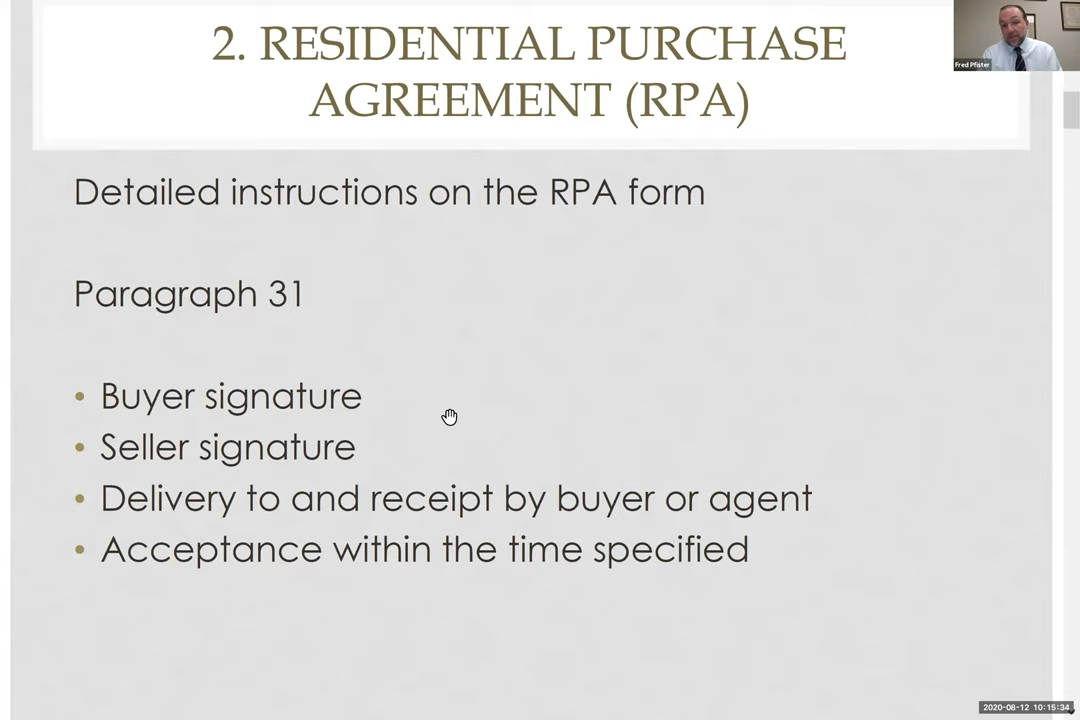 2. RESIDENTIAL PURCHASE
AGREEMENT (RPA)
Fred Pfister
Detailed instructions on the RPA form
Paragraph 31
• Buyer signature
• Seller signature
• Delivery to and receipt by buyer or agent
• Acceptance within the time specified
2020-08-12 10:15:34